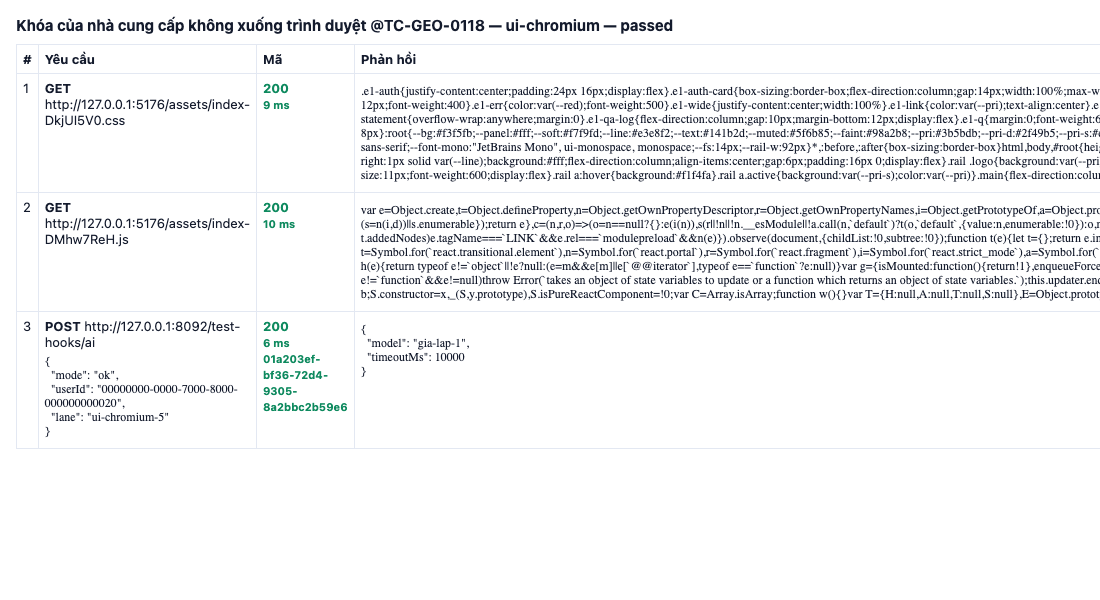 Khóa của nhà cung cấp không xuống trình duyệt @TC-GEO-0118 — ui-chromium — passed
# Yêu cầu Mã Phản hồi
1 GET
http://127.0.0.1:5176/assets/index-
DkjUI5V0.css
200
9 ms
.e1-auth{justify-content:center;padding:24px 16px;display:flex}.e1-auth-card{box-sizing:border-box;flex-direction:column;gap:14px;width:100%;max-w
12px;font-weight:400}.e1-err{color:var(--red);font-weight:500}.e1-wide{justify-content:center;width:100%}.e1-link{color:var(--pri);text-align:center}.e
statement{overflow-wrap:anywhere;margin:0}.e1-qa-log{flex-direction:column;gap:10px;margin-bottom:12px;display:flex}.e1-q{margin:0;font-weight:6
8px}:root{--bg:#f3f5fb;--panel:#fff;--soft:#f7f9fd;--line:#e3e8f2;--text:#141b2d;--muted:#5f6b85;--faint:#98a2b8;--pri:#3b5bdb;--pri-d:#2f49b5;--pri-s:#e
sans-serif;--font-mono:"JetBrains Mono", ui-monospace, monospace;--fs:14px;--rail-w:92px}*,:before,:after{box-sizing:border-box}html,body,#root{heig
right:1px solid var(--line);background:#fff;flex-direction:column;align-items:center;gap:6px;padding:16px 0;display:flex}.rail .logo{background:var(--pri
size:11px;font-weight:600;display:flex}.rail a:hover{background:#f1f4fa}.rail a.active{background:var(--pri-s);color:var(--pri)}.main{flex-direction:colum
2 GET
http://127.0.0.1:5176/assets/index-
DMhw7ReH.js
200
10 ms
var e=Object.create,t=Object.defineProperty,n=Object.getOwnPropertyDescriptor,r=Object.getOwnPropertyNames,i=Object.getPrototypeOf,a=Object.pro
(s=n(i,d))||s.enumerable});return e},c=(n,r,o)=>(o=n==null?{}:e(i(n)),s(r||!n||!n.__esModule||!a.call(n,`default`)?t(o,`default`,{value:n,enumerable:!0}):o,n
t.addedNodes)e.tagName===`LINK`&&e.rel===`modulepreload`&&n(e)}).observe(document,{childList:!0,subtree:!0});function t(e){let t={};return e.in
t=Symbol.for(`react.transitional.element`),n=Symbol.for(`react.portal`),r=Symbol.for(`react.fragment`),i=Symbol.for(`react.strict_mode`),a=Symbol.for(`
h(e){return typeof e!=`object`||!e?null:(e=m&&e[m]||e[`@@iterator`],typeof e==`function`?e:null)}var g={isMounted:function(){return!1},enqueueForce
e!=`function`&&e!=null)throw Error(`takes an object of state variables to update or a function which returns an object of state variables.`);this.updater.enq
b;S.constructor=x,_(S,y.prototype),S.isPureReactComponent=!0;var C=Array.isArray;function w(){}var T={H:null,A:null,T:null,S:null},E=Object.protot
3 POST http://127.0.0.1:8092/test-
hooks/ai
{
"mode": "ok",
"userId": "00000000-0000-7000-8000-
000000000020",
"lane": "ui-chromium-5"
}
200
6 ms
01a203ef-
bf36-72d4-
9305-
8a2bbc2b59e6
{
"model": "gia-lap-1",
"timeoutMs": 10000
}